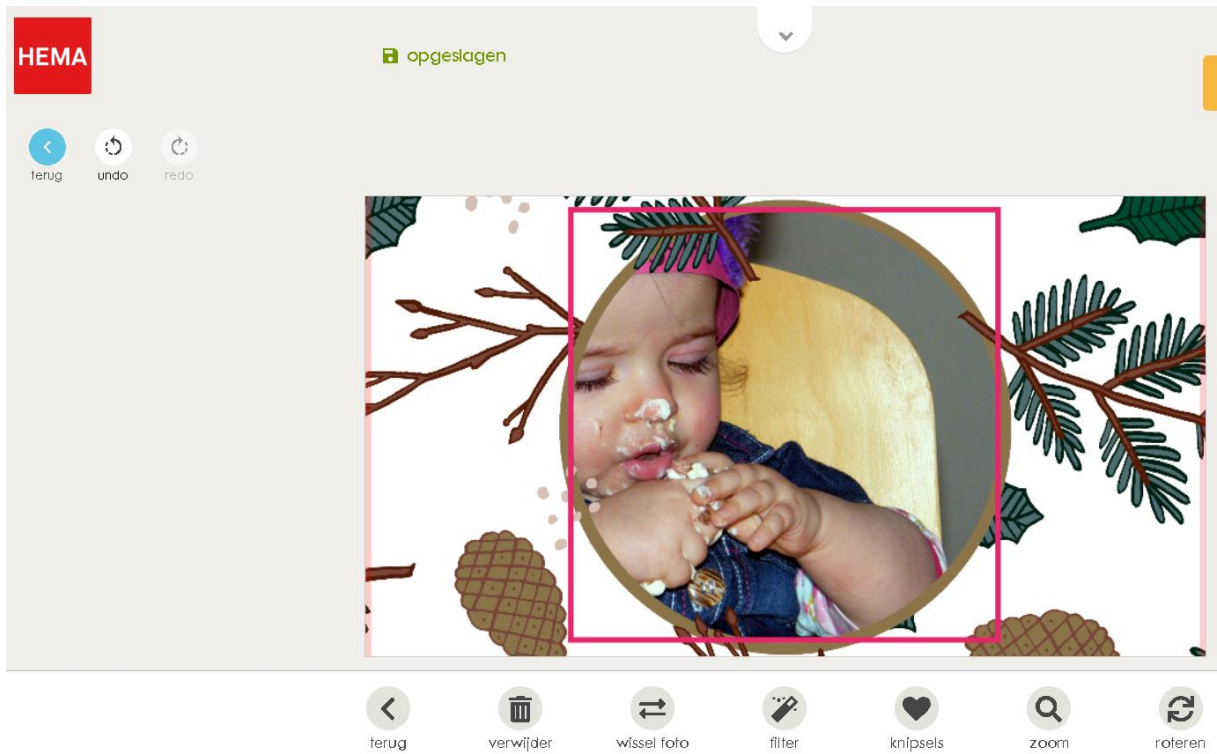 HEMA
opgeslagen
terug
undo
redo
terug
verwijder
wissel foto
filter
knipsels
zoom
roteren